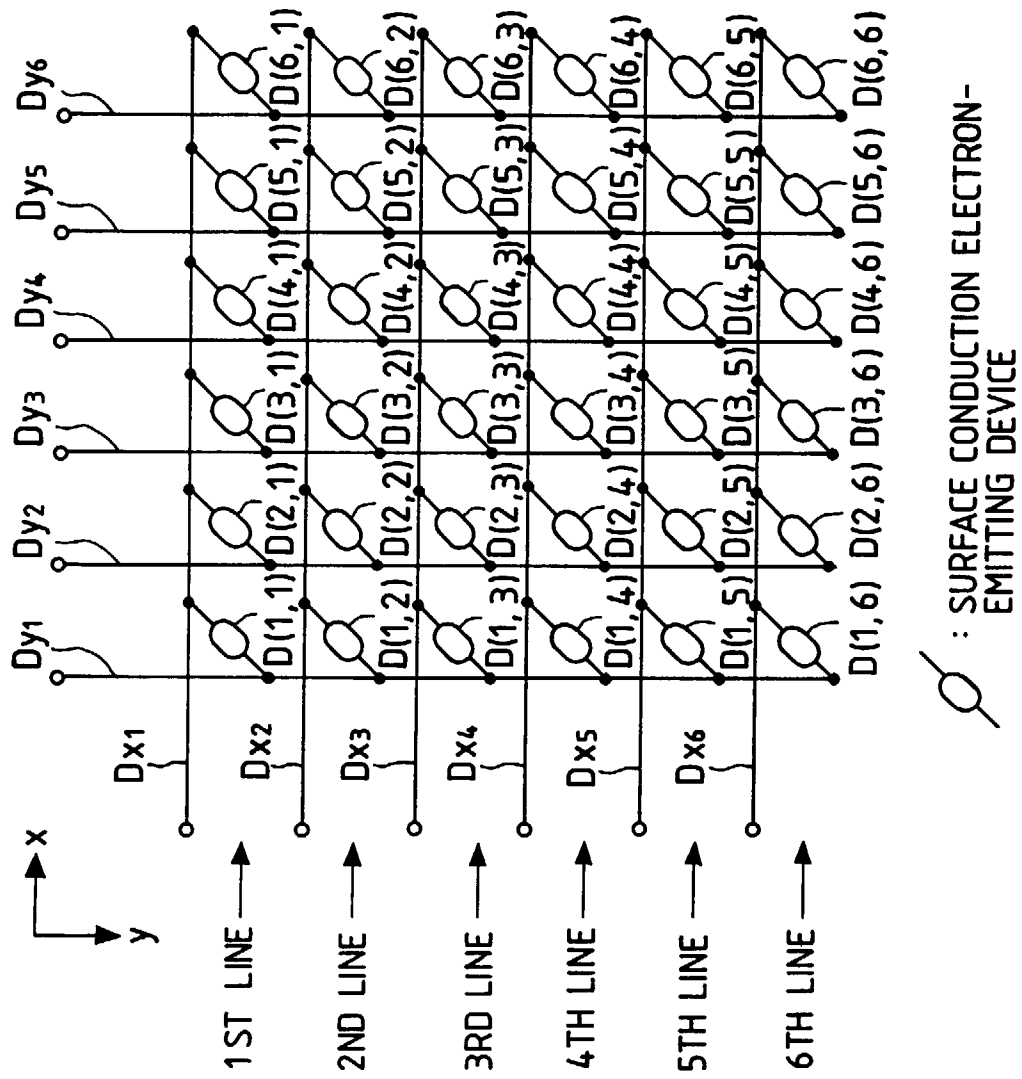 x
y
Dy1
Dy2
Dy3
Dy4
Dy5
Dy6
Dx1
1ST LINE
D(1,1)
D(2,1)
D(3,1)
D(4,1)
D(5,1)
D(6,1)
Dx2
2ND LINE
D(1,2)
D(2,2)
D(3,2)
D(4,2)
D(5,2)
D(6,2)
Dx3
3RD LINE
D(1,3)
D(2,3)
D(3,3)
D(4,3)
D(5,3)
D(6,3)
Dx4
4TH LINE
D(1,4)
D(2,4)
D(3,4)
D(4,4)
D(5,4)
D(6,4)
Dx5
5TH LINE
D(1,5)
D(2,5)
D(3,5)
D(4,5)
D(5,5)
D(6,5)
Dx6
6TH LINE
D(1,6)
D(2,6)
D(3,6)
D(4,6)
D(5,6)
D(6,6)
: SURFACE CONDUCTION ELECTRON-
EMITTING DEVICE